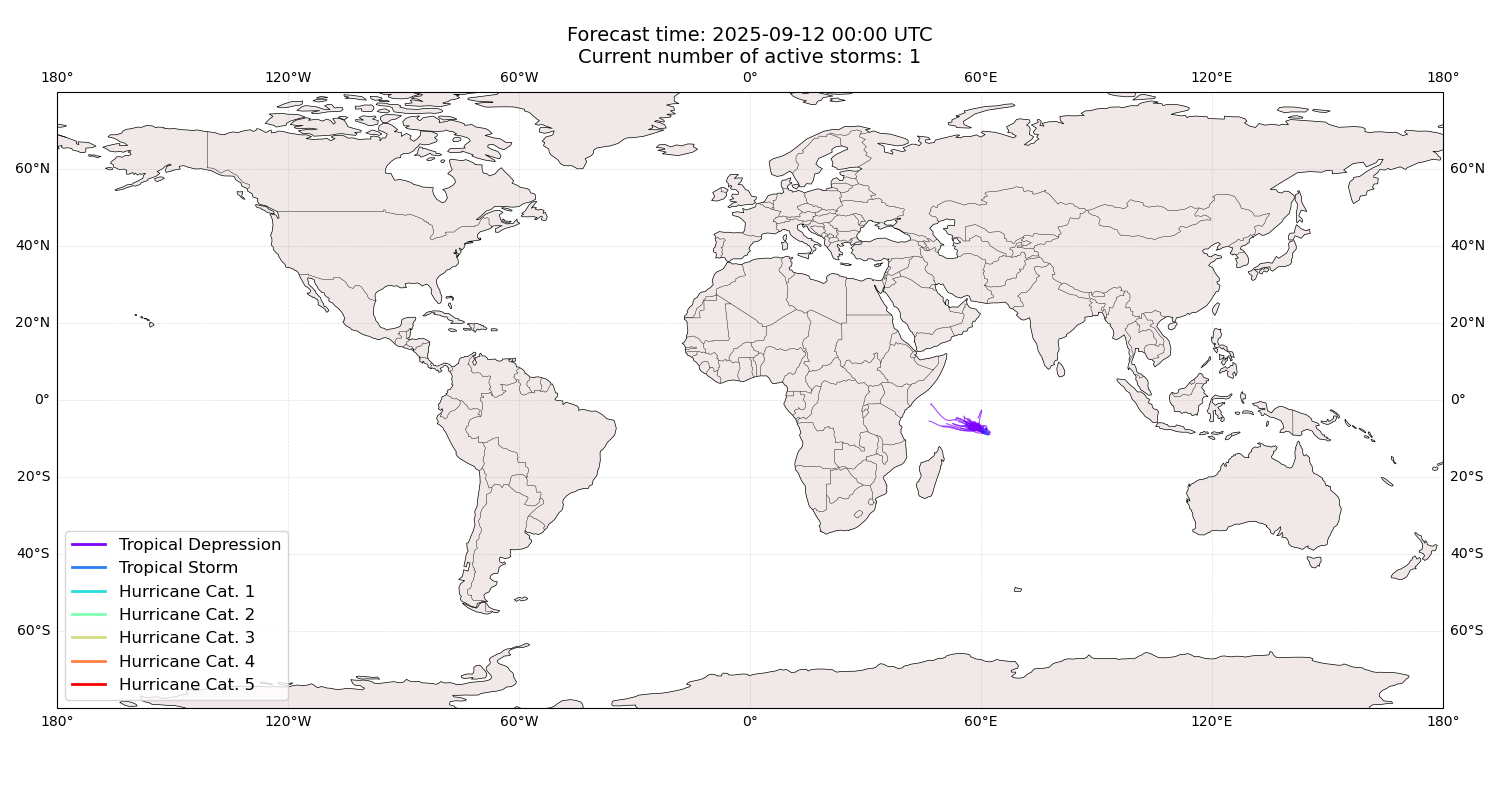 Forecast time: 2025-09-12 00:00 UTC
Current number of active storms: 1
180° 120°W 60°W 0° 60°E 120°E 180°
60°N 60°N
40°N 40°N
20°N 20°N
0° 0°
20°S 20°S
40°S 40°S
60°S 60°S
Tropical Depression
Tropical Storm
Hurricane Cat. 1
Hurricane Cat. 2
Hurricane Cat. 3
Hurricane Cat. 4
Hurricane Cat. 5
180° 120°W 60°W 0° 60°E 120°E 180°